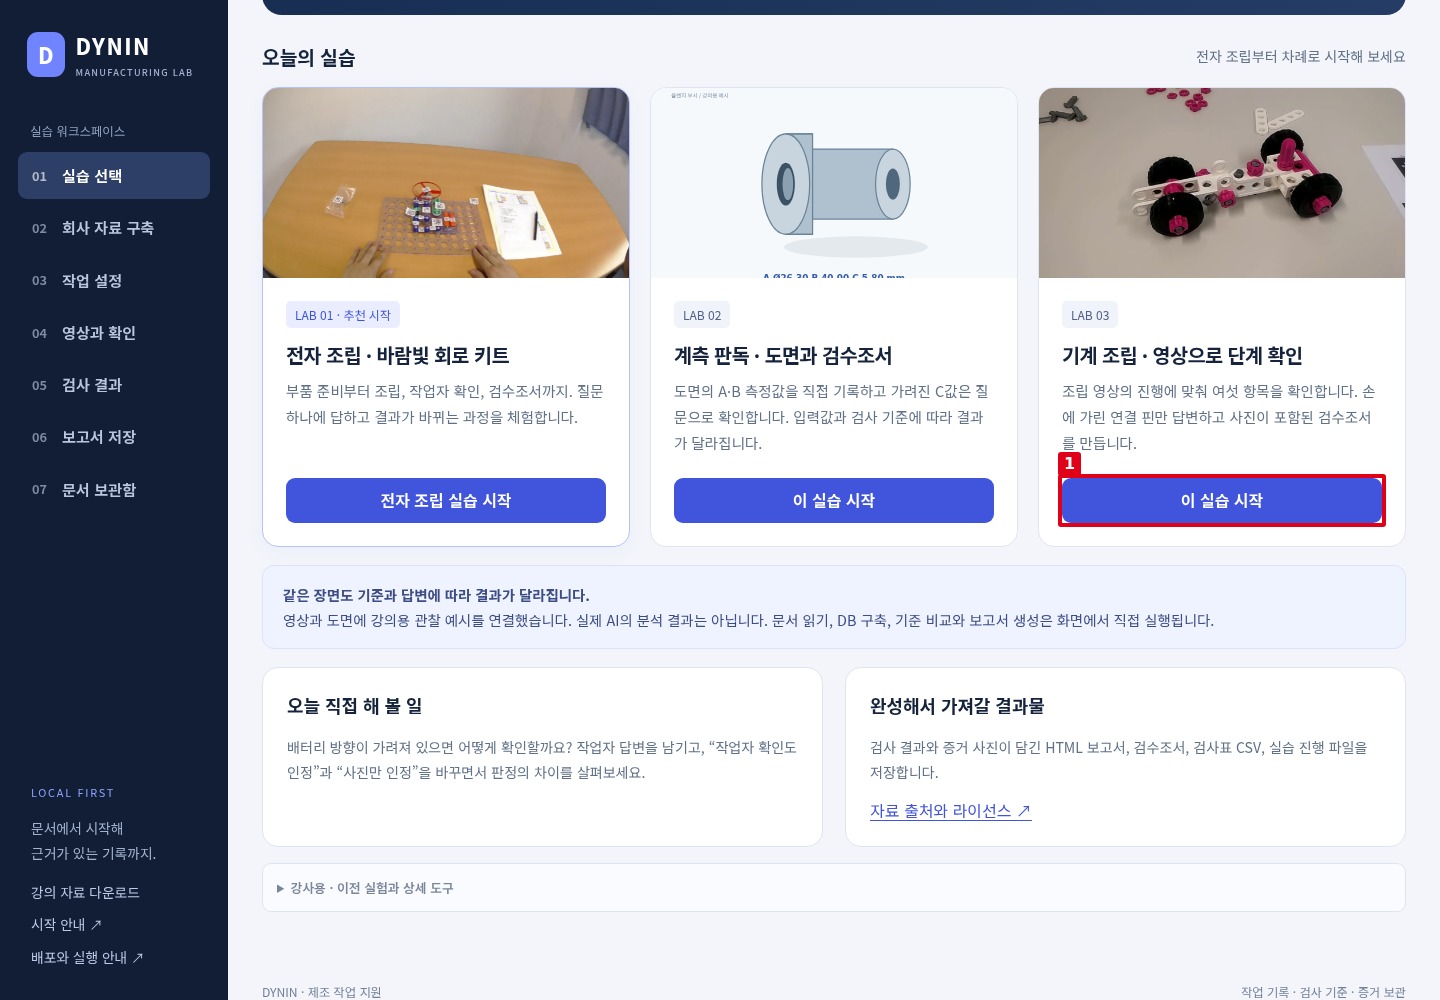 D
DYNIN
MANUFACTURING LAB
실습 워크스페이스
01 실습 선택
02 회사 자료 구축
03 작업 설정
04 영상과 확인
05 검사 결과
06 보고서 저장
07 문서 보관함
LOCAL FIRST
문서에서 시작해
근거가 있는 기록까지.
강의 자료 다운로드
시작 안내 ↗
배포와 실행 안내 ↗
오늘의 실습
전자 조립부터 차례로 시작해 보세요
LAB 01 · 추천 시작
전자 조립 · 바람빛 회로 키트
부품 준비부터 조립, 작업자 확인, 검수조서까지. 질문
하나에 답하고 결과가 바뀌는 과정을 체험합니다.
전자 조립 실습 시작
플랜지 부시 / 강의용 예시
A Ø26.30 B 40.00 C 5.80 mm
LAB 02
계측 판독 · 도면과 검수조서
도면의 A·B 측정값을 직접 기록하고 가려진 C값은 질
문으로 확인합니다. 입력값과 검사 기준에 따라 결과
가 달라집니다.
이 실습 시작
LAB 03
기계 조립 · 영상으로 단계 확인
조립 영상의 진행에 맞춰 여섯 항목을 확인합니다. 손
에 가린 연결 핀만 답변하고 사진이 포함된 검수조서
를 만듭니다.
1
이 실습 시작
같은 장면도 기준과 답변에 따라 결과가 달라집니다.
영상과 도면에 강의용 관찰 예시를 연결했습니다. 실제 AI의 분석 결과는 아닙니다. 문서 읽기, DB 구축, 기준 비교와 보고서 생성은 화면에서 직접 실행됩니다.
오늘 직접 해 볼 일
배터리 방향이 가려져 있으면 어떻게 확인할까요? 작업자 답변을 남기고, “작업자 확인도
인정”과 “사진만 인정”을 바꾸면서 판정의 차이를 살펴보세요.
완성해서 가져갈 결과물
검사 결과와 증거 사진이 담긴 HTML 보고서, 검수조서, 검사표 CSV, 실습 진행 파일을
저장합니다.
자료 출처와 라이선스 ↗
▶ 강사용 · 이전 실험과 상세 도구
DYNIN · 제조 작업 지원
작업 기록 · 검사 기준 · 증거 보관